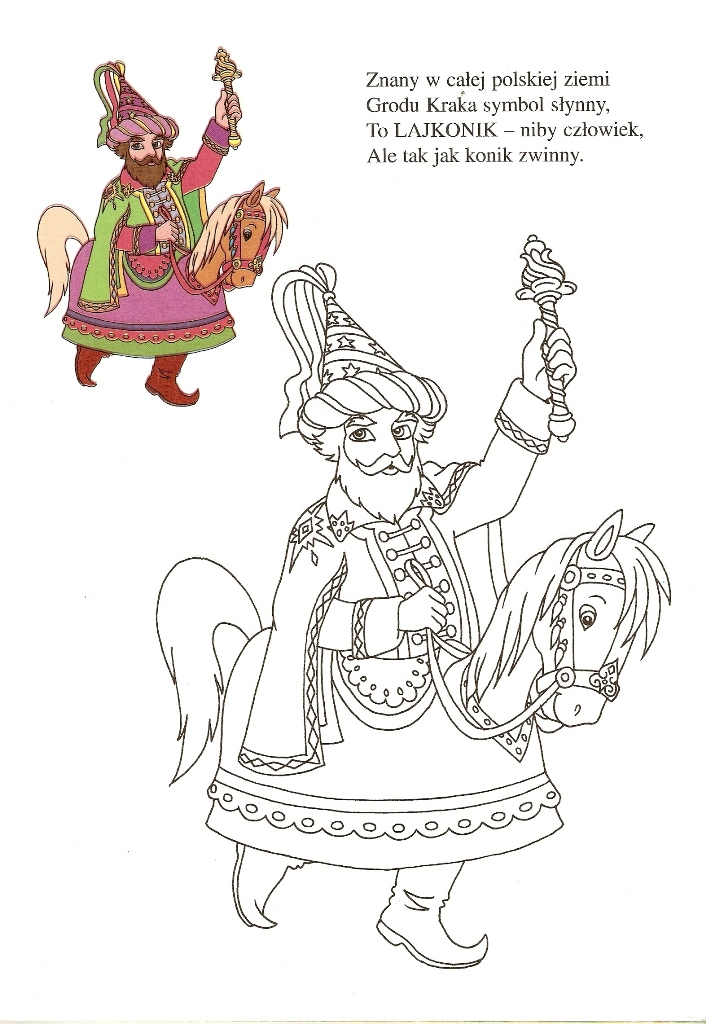 Znany w całej polskiej ziemi
Grodu Kraka symbol słynny,
To LAJKONIK – niby człowiek,
Ale tak jak konik zwinny.